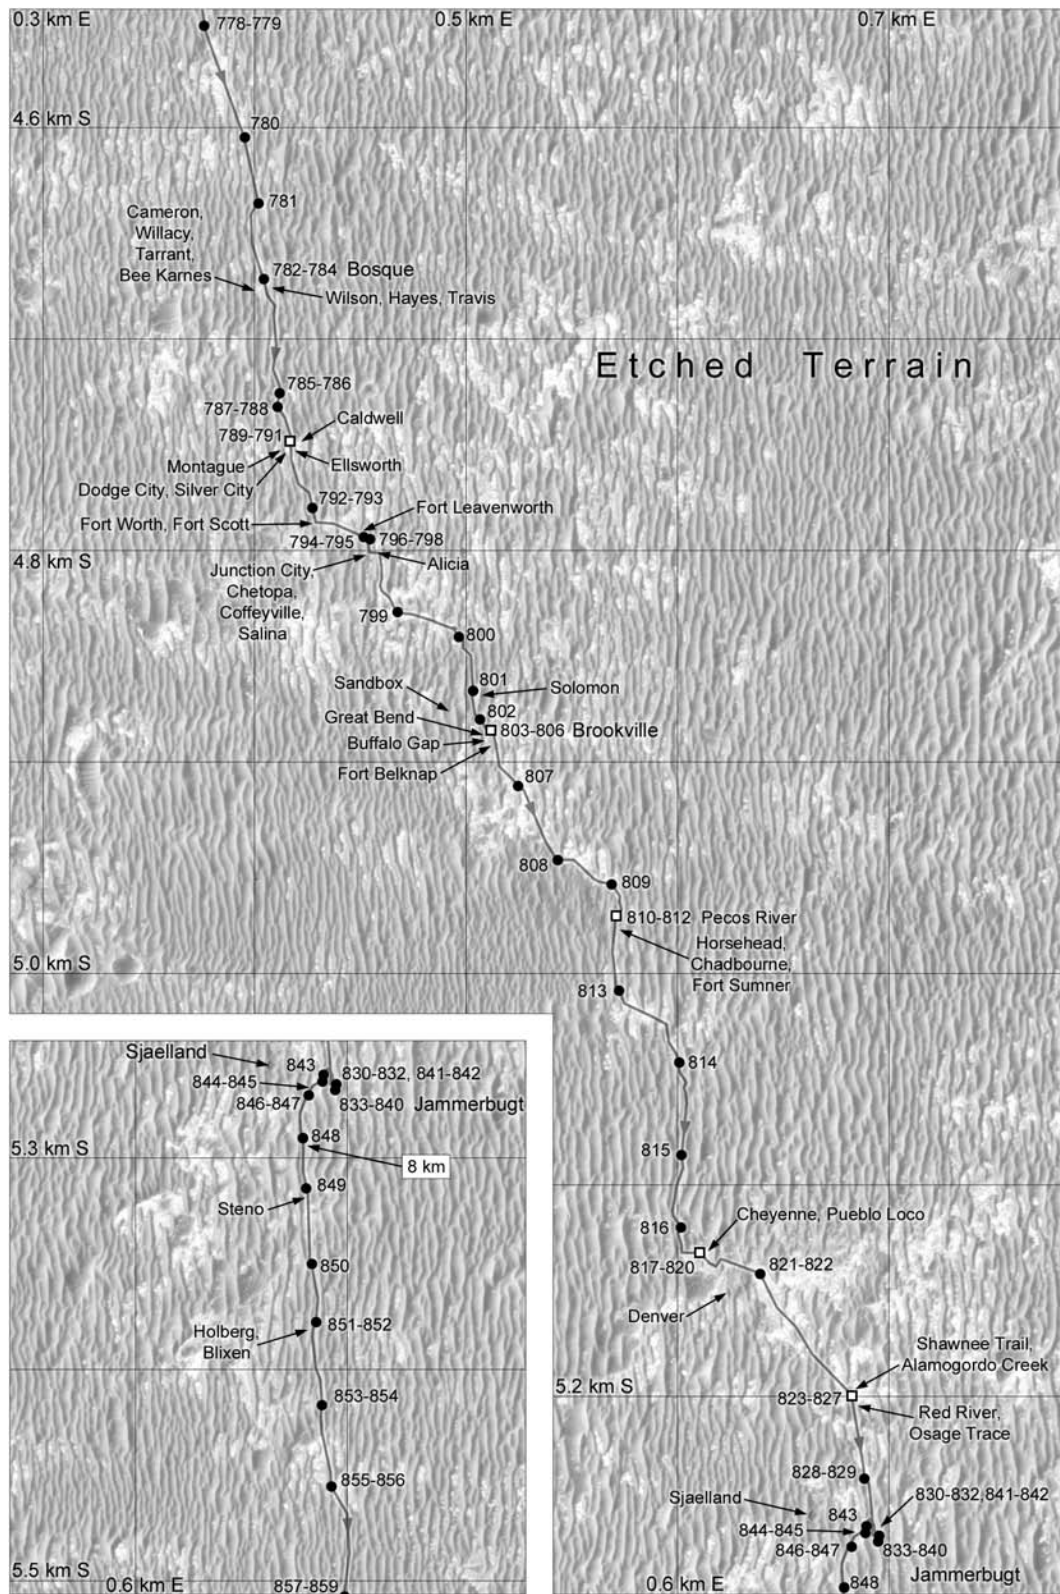 0.3 km E
0.5 km E
0.7 km E
778-779
4.6 km S
780
781
Cameron,
Willacy,
Tarrant,
Bee Karnes
782-784 Bosque
Wilson, Hayes, Travis
Etched Terrain
785-786
787-788
789-791
Caldwell
Montague
Ellsworth
Dodge City, Silver City
792-793
Fort Leavenworth
Fort Worth, Fort Scott
794-795
796-798
4.8 km S
Alicia
Junction City,
Chetopa,
Coffeyville,
Salina
799
800
801
Sandbox
Solomon
802
Great Bend
803-806 Brookville
Buffalo Gap
Fort Belknap
807
808
809
810-812 Pecos River
Horsehead,
Chadbourne,
Fort Sumner
5.0 km S
813
814
815
816
Cheyenne, Pueblo Loco
817-820
821-822
Denver
Shawnee Trail,
Alamogordo Creek
5.2 km S
823-827
Red River,
Osage Trace
828-829
Sjaelland
830-832,841-842
843
844-845
846-847
833-840
Jammerbugt
848
0.6 km E
Sjaelland
843
830-832, 841-842
844-845
846-847
833-840
Jammerbugt
848
5.3 km S
8 km
849
Steno
850
Holberg,
Blixen
851-852
853-854
855-856
5.5 km S
0.6 km E
857-859